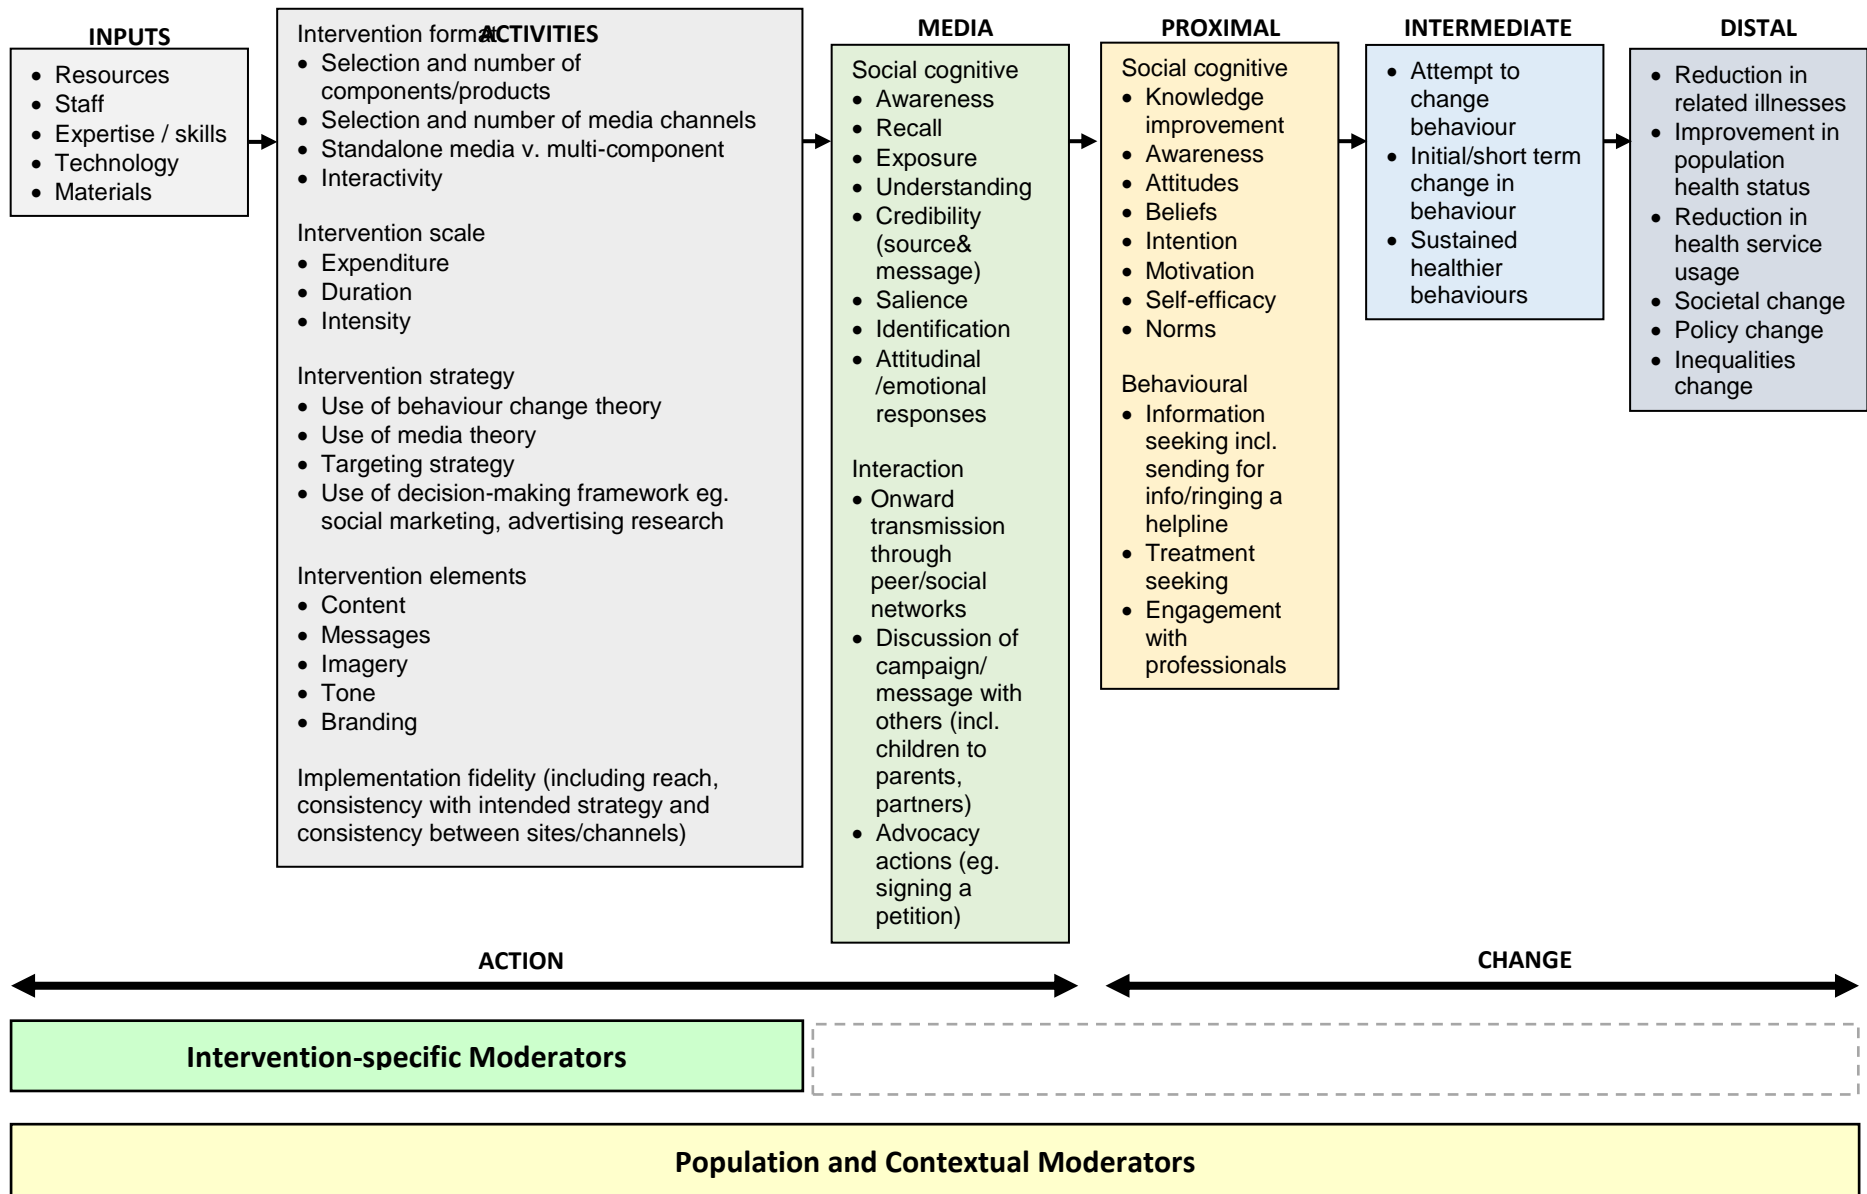 INPUTS
• Resources
• Staff
• Expertise / skills
• Technology
• Materials
ACTIVITIES
Intervention format
• Selection and number of
components/products
• Selection and number of media channels
• Standalone media v. multi-component
• Interactivity
Intervention scale
• Expenditure
• Duration
• Intensity
Intervention strategy
• Use of behaviour change theory
• Use of media theory
• Targeting strategy
• Use of decision-making framework eg.
social marketing, advertising research
Intervention elements
• Content
• Messages
• Imagery
• Tone
• Branding
Implementation fidelity (including reach,
consistency with intended strategy and
consistency between sites/channels)
MEDIA
Social cognitive
• Awareness
• Recall
• Exposure
• Understanding
• Credibility
(source&
message)
• Salience
• Identification
• Attitudinal
/emotional
responses
Interaction
• Onward
transmission
through
peer/social
networks
• Discussion of
campaign/
message with
others (incl.
children to
parents,
partners)
• Advocacy
actions (eg.
signing a
petition)
PROXIMAL
Social cognitive
• Knowledge
improvement
• Awareness
• Attitudes
• Beliefs
• Intention
• Motivation
• Self-efficacy
• Norms
Behavioural
• Information
seeking incl.
sending for
info/ringing a
helpline
• Treatment
seeking
• Engagement
with
professionals
INTERMEDIATE
• Attempt to
change
behaviour
• Initial/short term
change in
behaviour
• Sustained
healthier
behaviours
DISTAL
• Reduction in
related illnesses
• Improvement in
population
health status
• Reduction in
health service
usage
• Societal change
• Policy change
• Inequalities
change
ACTION
CHANGE
Intervention-specific Moderators
Population and Contextual Moderators